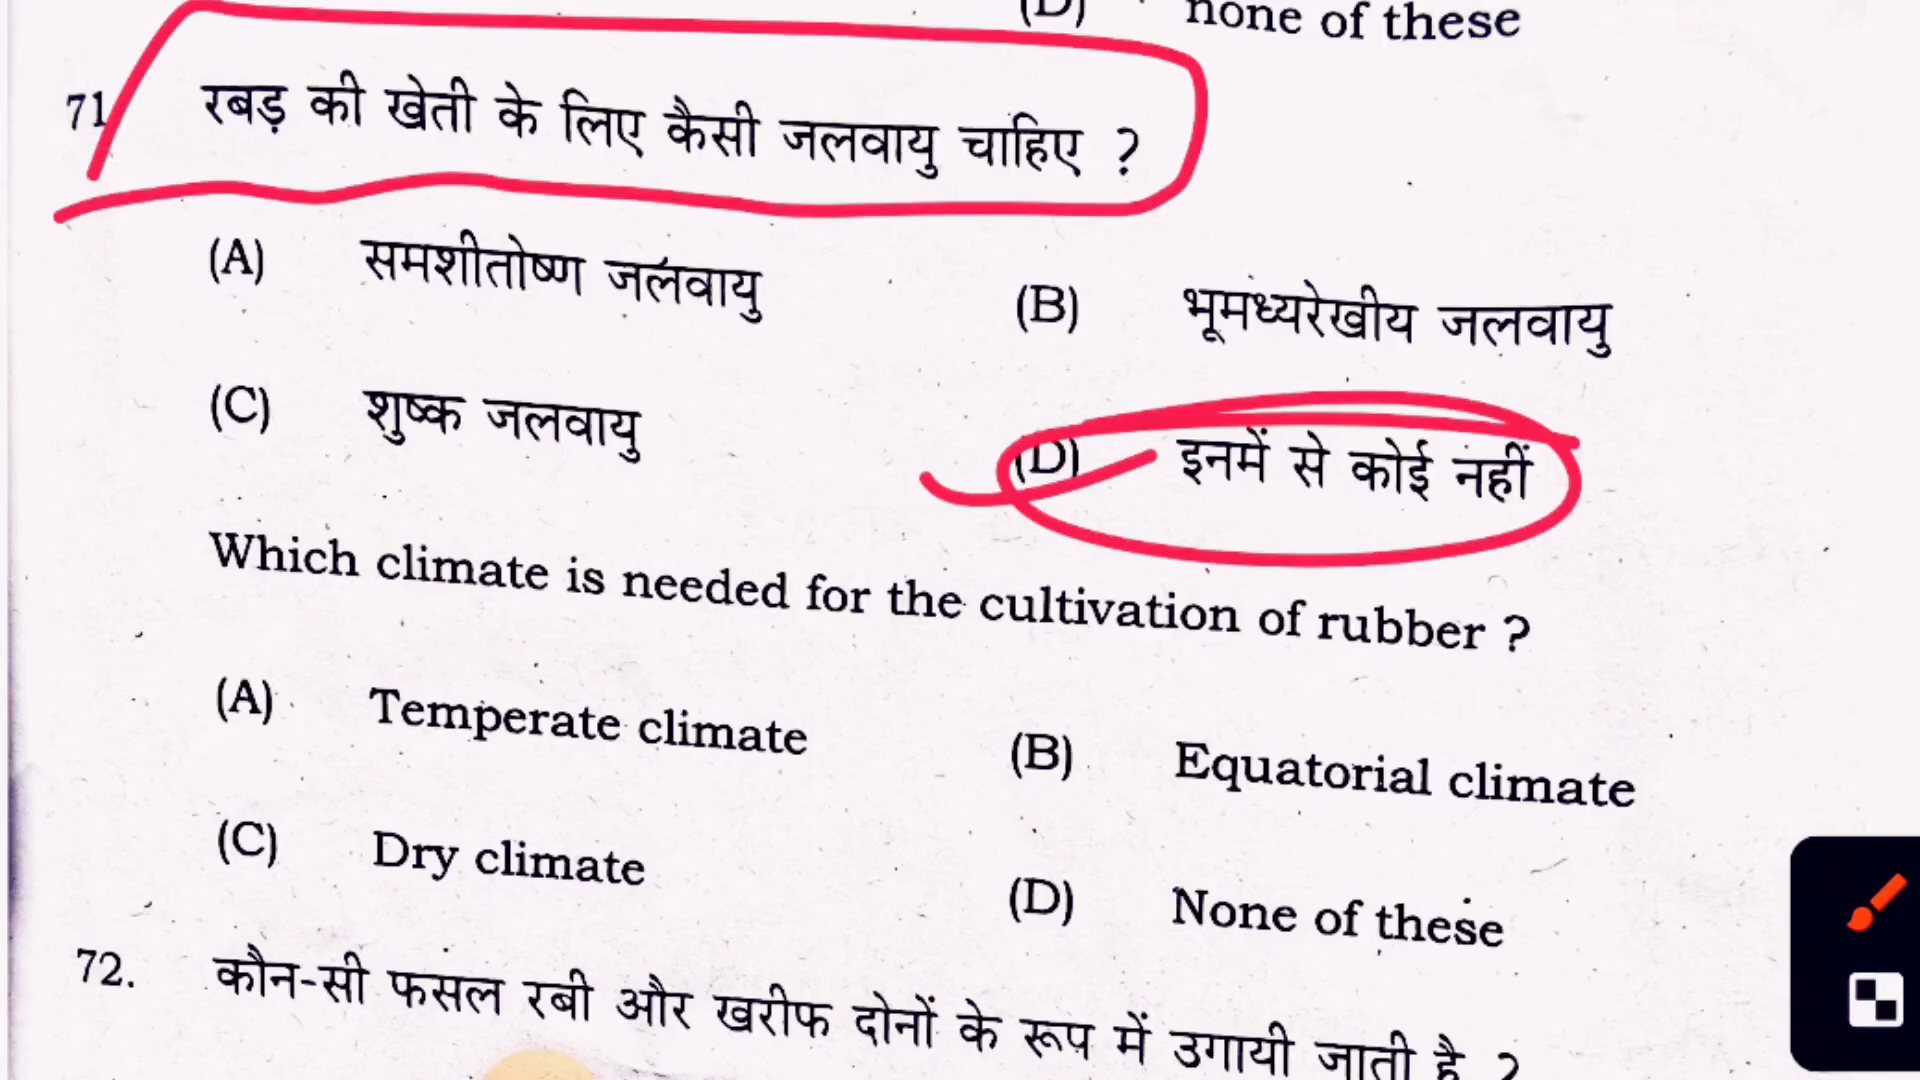 (D) none of these
71 रबड़ की खेती के लिए कैसी जलवायु चाहिए ?
(A) समशीतोष्ण जलवायु
(B) भूमध्यरेखीय जलवायु
(C) शुष्क जलवायु
(D) इनमें से कोई नहीं
Which climate is needed for the cultivation of rubber ?
(A) Temperate climate
(B) Equatorial climate
(C) Dry climate
(D) None of these
72. कौन-सी फसल रबी और खरीफ दोनों के रूप में उगायी जाती है ?